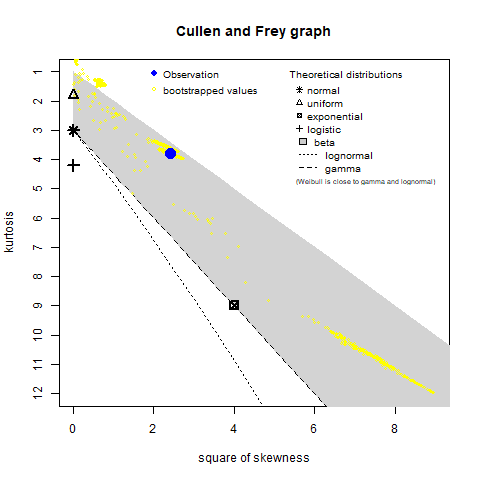 Cullen and Frey graph
Observation
bootstrapped values
Theoretical distributions
normal
uniform
exponential
logistic
beta
lognormal
gamma
(Weibull is close to gamma and lognormal)
kurtosis
1
2
3
4
5
6
7
8
9
10
11
12
0 2 4 6 8
square of skewness